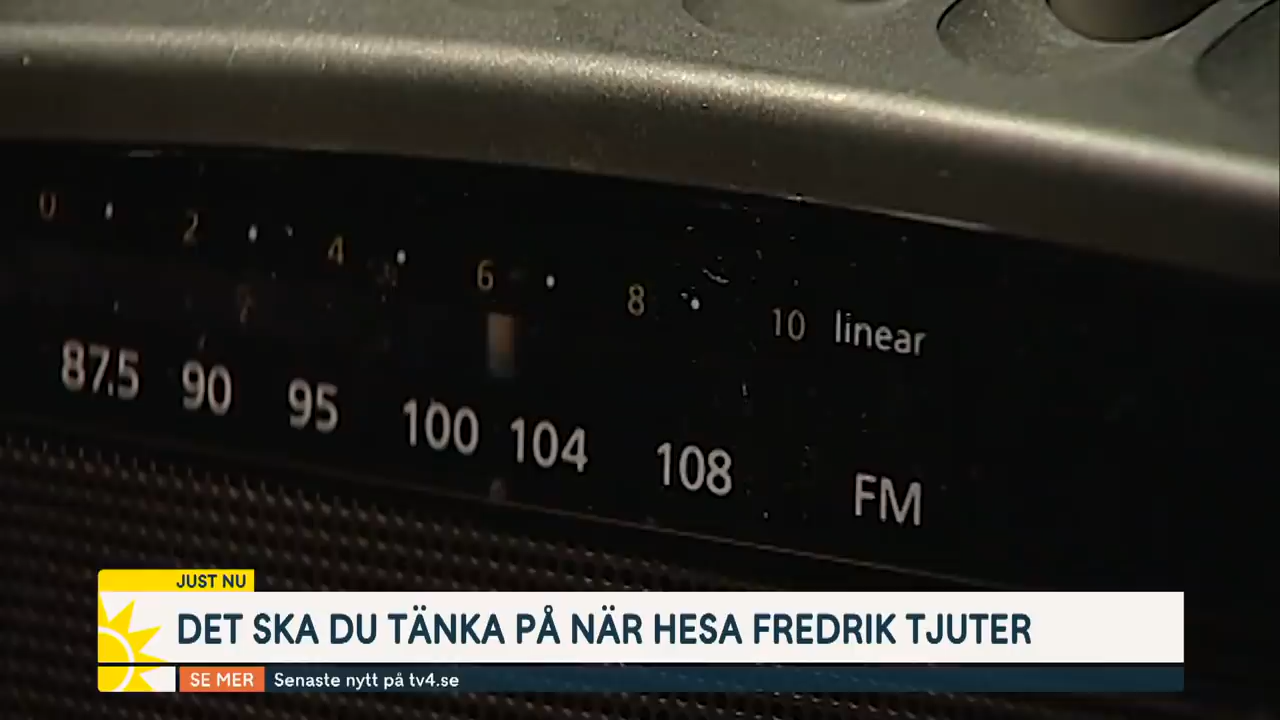 0 2 4 6 8 10 linear
87.5 90 95 100 104 108 FM
JUST NU
DET SKA DU TÄNKA PÅ NÄR HESA FREDRIK TJUTER
SE MER Senaste nytt på tv4.se